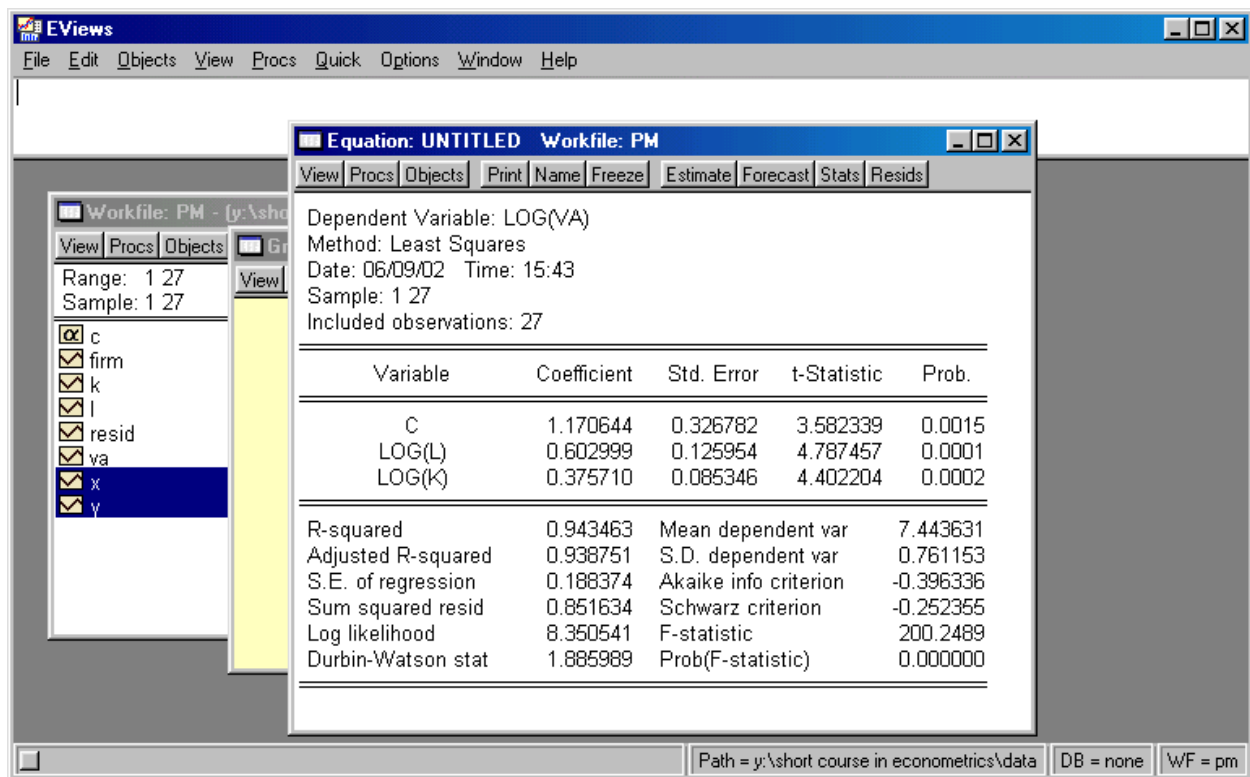 EViews
File Edit Objects View Procs Quick Options Window Help
Equation: UNTITLED Workfile: PM
View Procs Objects Print Name Freeze Estimate Forecast Stats Resids
Dependent Variable: LOG(VA)
Method: Least Squares
Date: 06/09/02 Time: 15:43
Sample: 1 27
Included observations: 27
Variable Coefficient Std. Error t-Statistic Prob.
C 1.170644 0.326782 3.582339 0.0015
LOG(L) 0.602999 0.125954 4.787457 0.0001
LOG(K) 0.375710 0.085346 4.402204 0.0002
R-squared 0.943463 Mean dependent var 7.443631
Adjusted R-squared 0.938751 S.D. dependent var 0.761153
S.E. of regression 0.188374 Akaike info criterion -0.396336
Sum squared resid 0.851634 Schwarz criterion -0.252355
Log likelihood 8.350541 F-statistic 200.2489
Durbin-Watson stat 1.885989 Prob(F-statistic) 0.000000
Workfile: PM - (y:\sho
View Procs Objects
Range: 1 27
Sample: 1 27
α c
firm
k
l
resid
va
x
y
Gr
View
Path = y:\short course in econometrics\data DB = none WF = pm